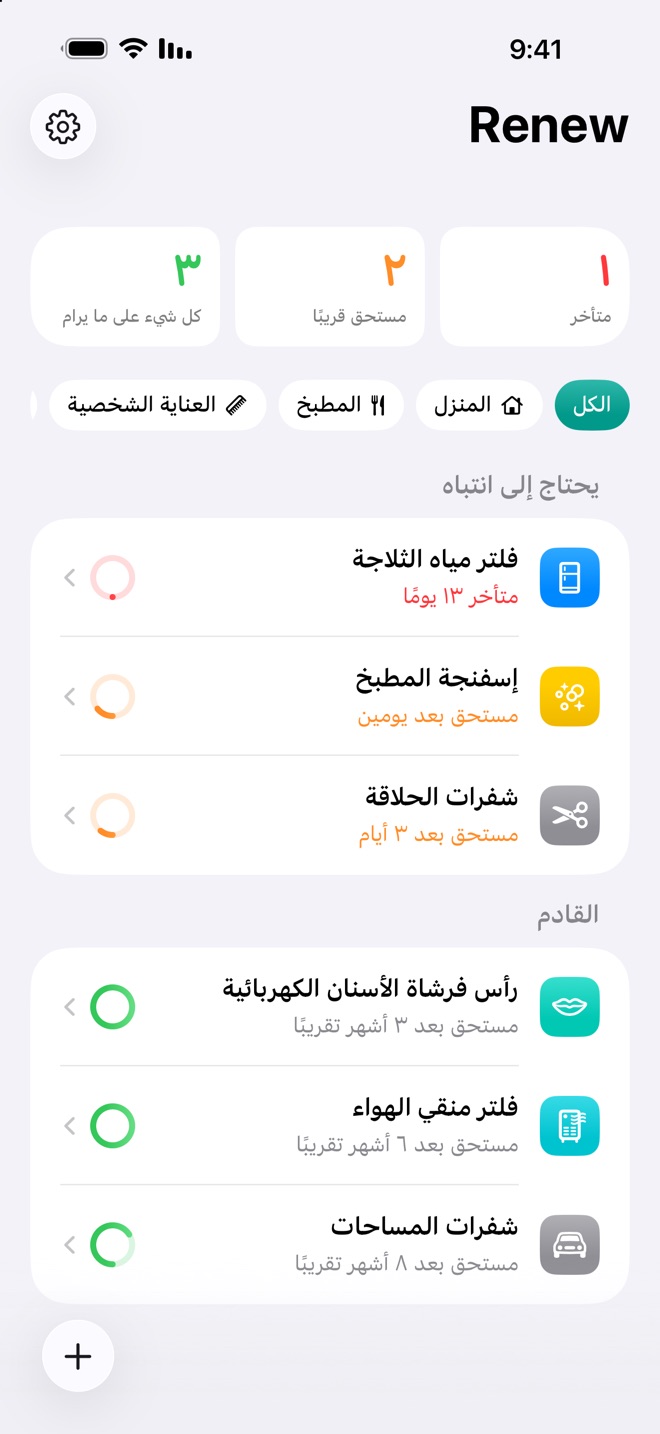 9:41
Renew
١
متأخر
٢
مستحق قريبًا
٣
كل شيء على ما يرام
الكل
المنزل
المطبخ
العناية الشخصية
يحتاج إلى انتباه
فلتر مياه الثلاجة
متأخر ١٣ يومًا
إسفنجة المطبخ
مستحق بعد يومين
شفرات الحلاقة
مستحق بعد ٣ أيام
القادم
رأس فرشاة الأسنان الكهربائية
مستحق بعد ٣ أشهر تقريبًا
فلتر منقي الهواء
مستحق بعد ٦ أشهر تقريبًا
شفرات المساحات
مستحق بعد ٨ أشهر تقريبًا